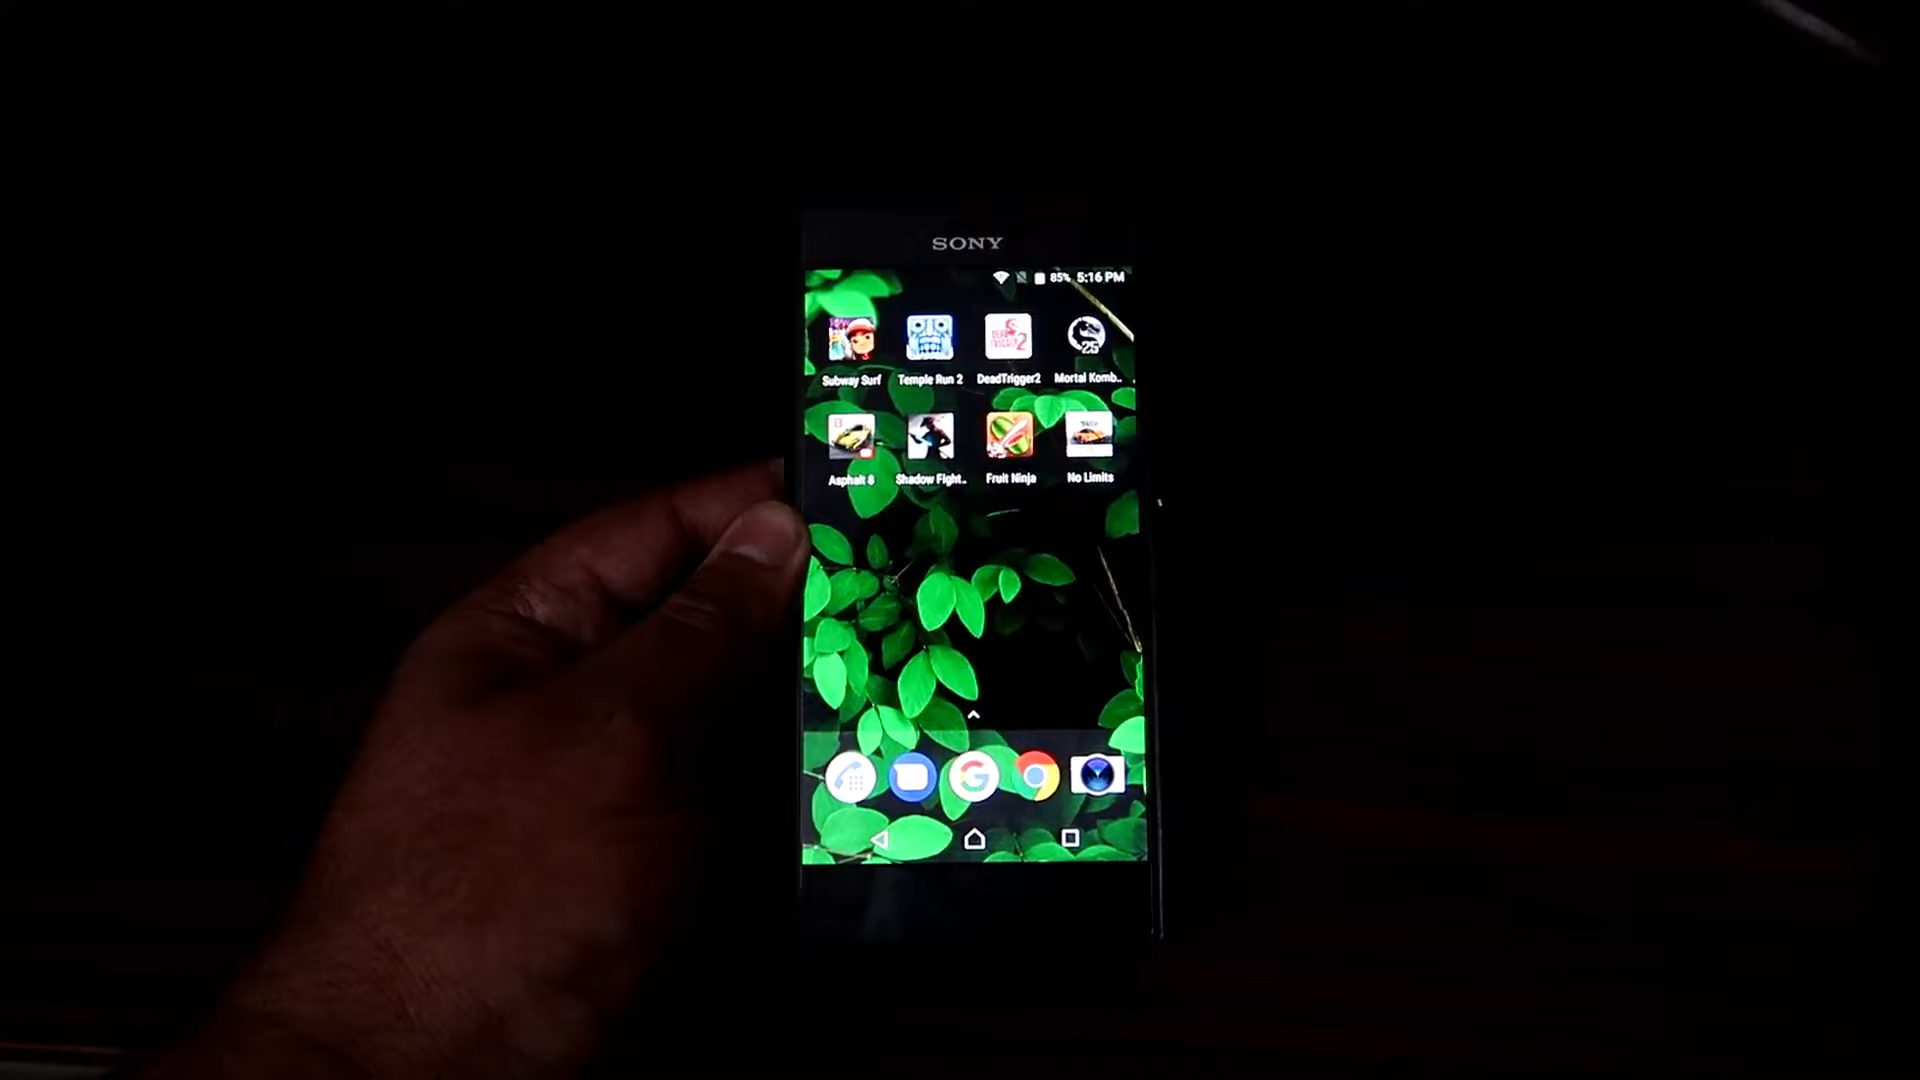 SONY
85% 5:16 PM
Subway Surf Temple Run 2 DeadTrigger2 Mortal Komb..
Asphalt 8 Shadow Fight.. Fruit Ninja No Limits